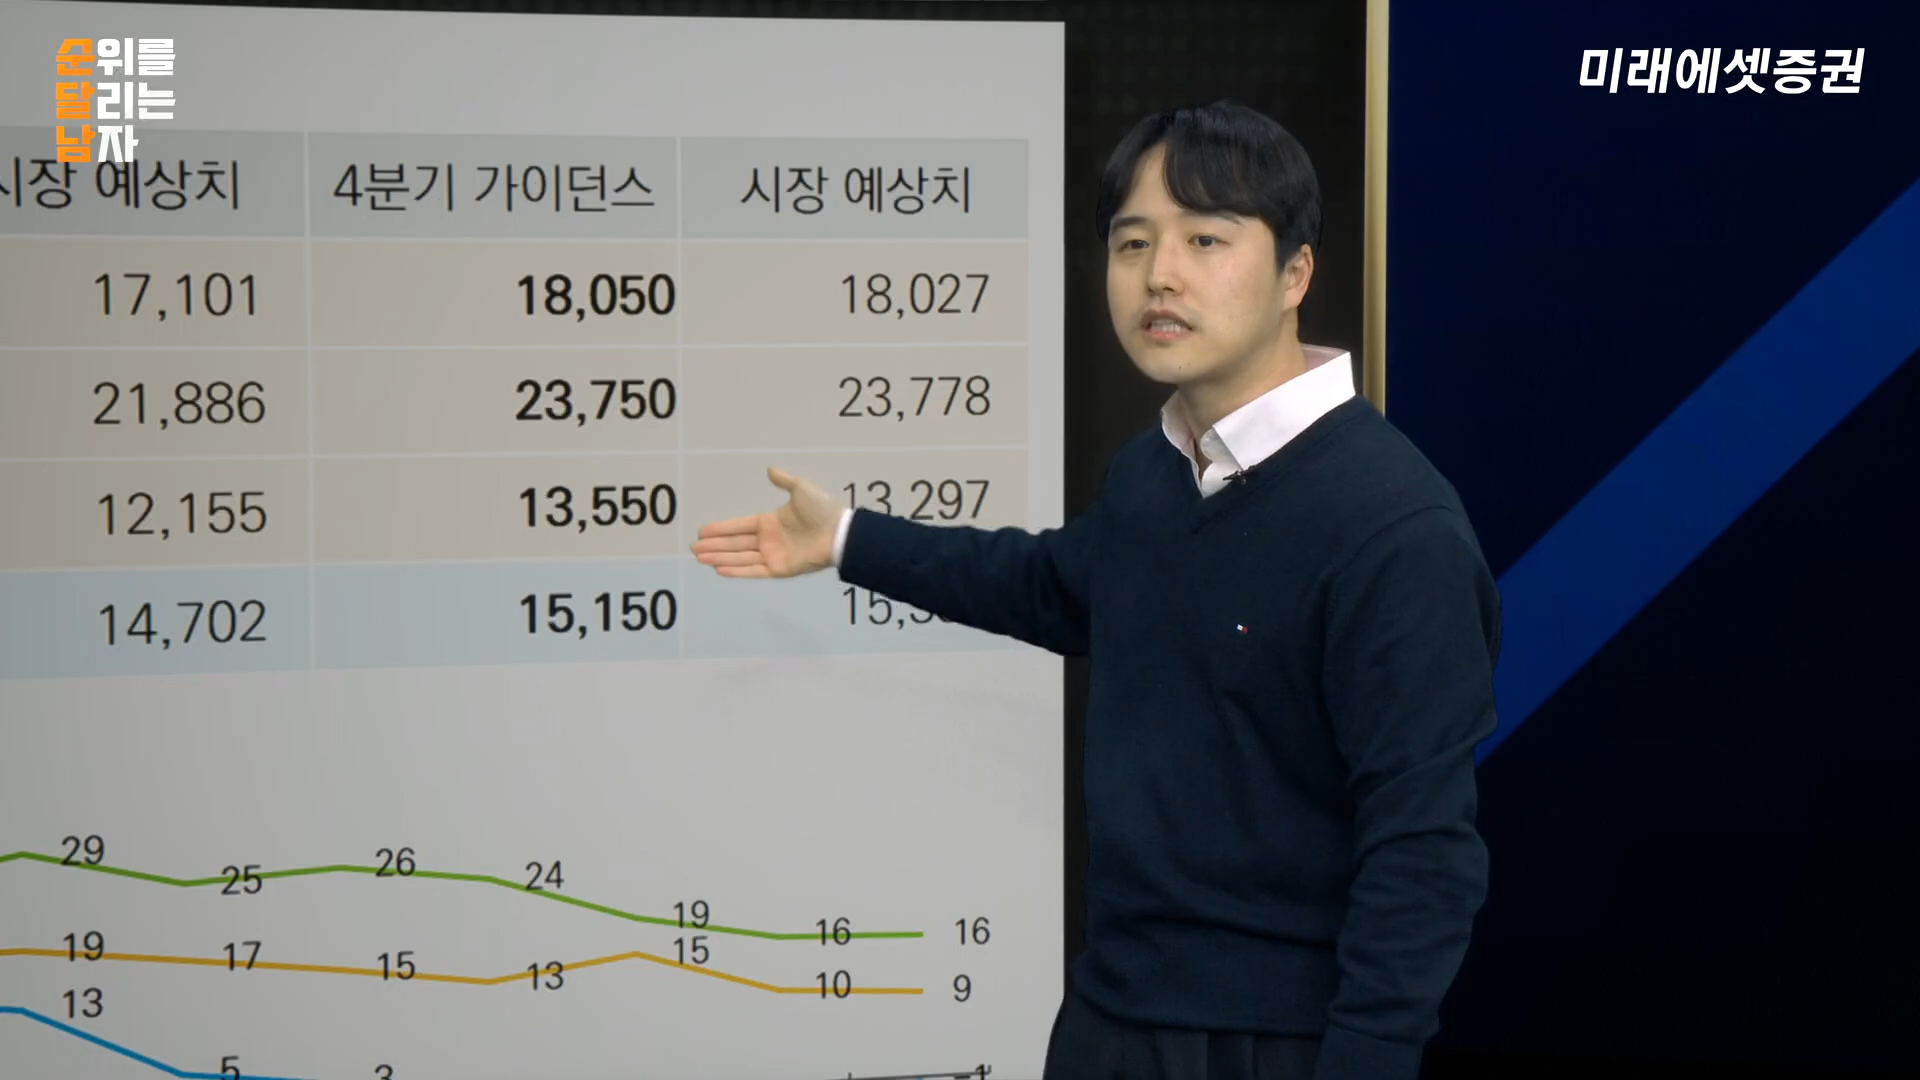 순위를
달리는
남자
미래에셋증권
시장 예상치 4분기 가이던스 시장 예상치
17,101 18,050 18,027
21,886 23,750 23,778
12,155 13,550 13,297
14,702 15,150
29 25 26 24 19 16 16
19 17 15 13 15 10 9
13 5 3 -1